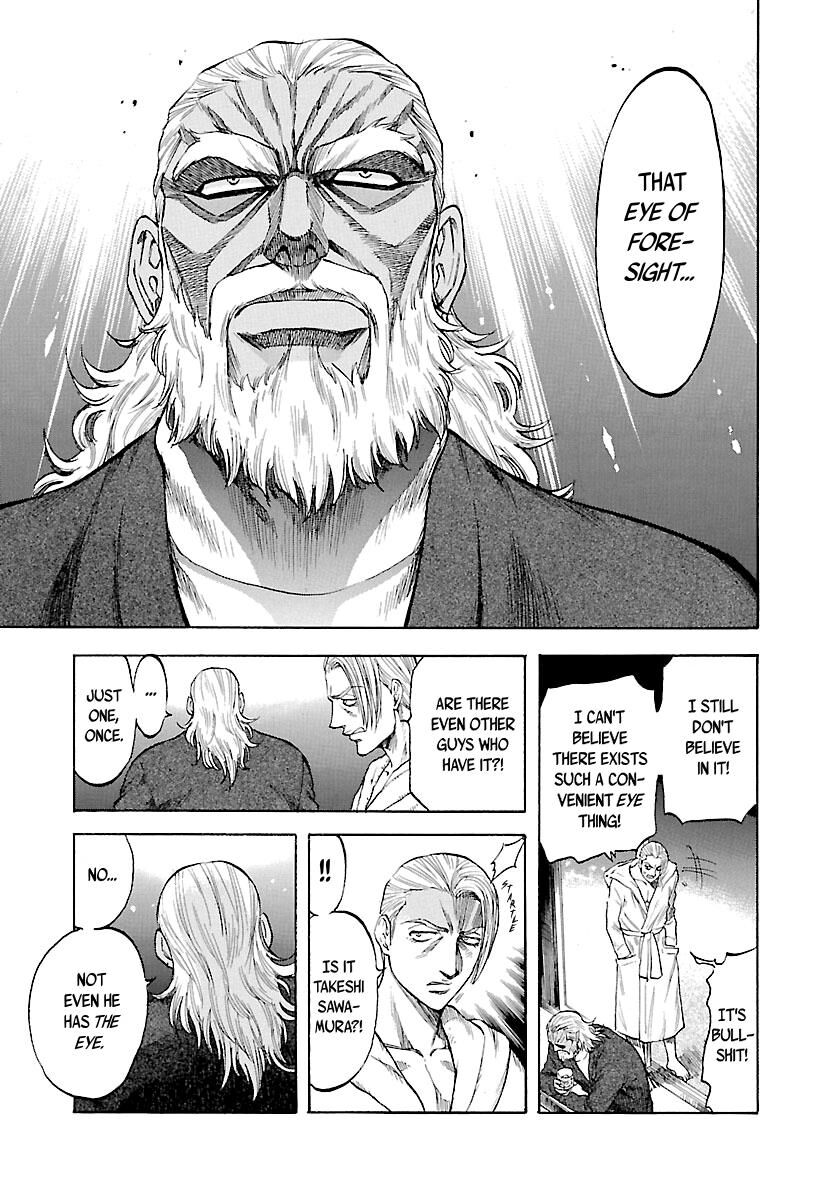 THAT
EYE OF
FORE-
SIGHT...
I STILL
DON'T
BELIEVE
IN IT!
I CAN'T
BELIEVE
THERE EXISTS
SUCH A CON-
VENIENT EYE
THING!
IT'S
BULL-
SHIT!
ARE THERE
EVEN OTHER
GUYS WHO
HAVE IT?!
...
JUST
ONE,
ONCE.
STARTLE
!!
IS IT
TAKESHI
SAWA-
MURA?!
NO...
NOT
EVEN HE
HAS THE
EYE.